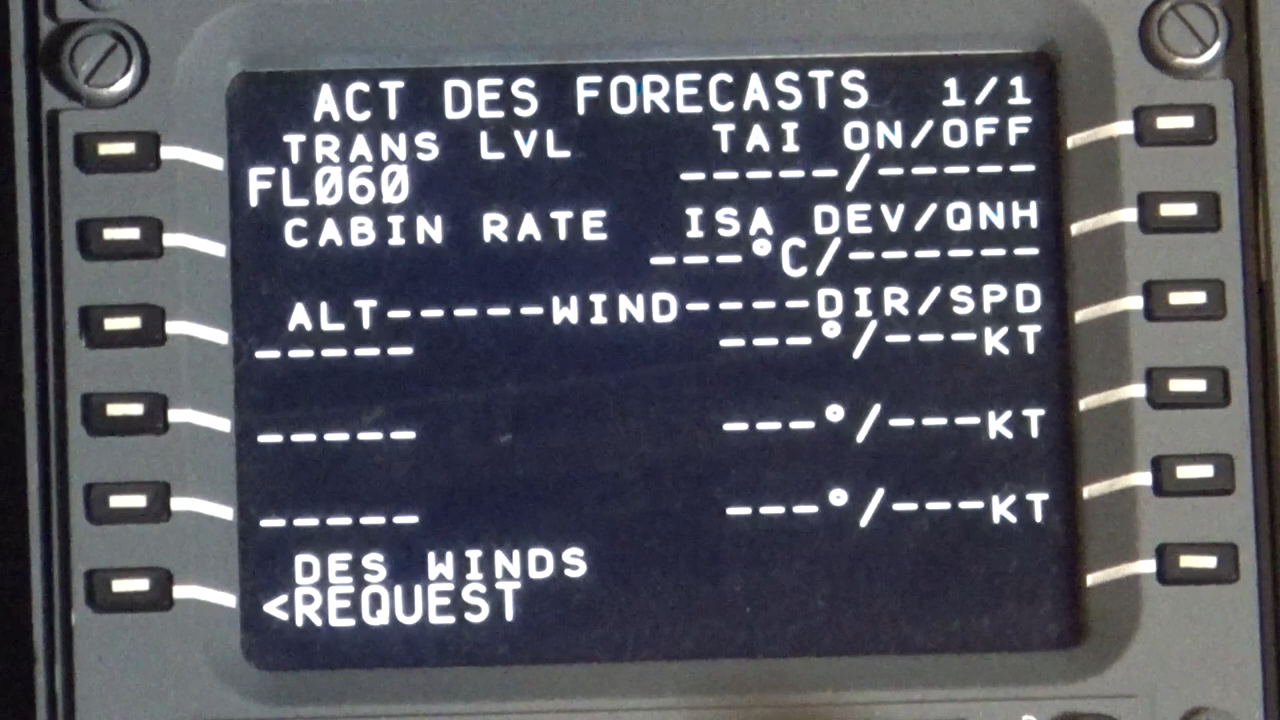 ACT DES FORECASTS 1/1
TRANS LVL TAI ON/OFF
FL060 -----/-----
CABIN RATE ISA DEV/QNH
---°C/------
ALT-----WIND----DIR/SPD
----- ---°/---KT
----- ---°/---KT
----- ---°/---KT
DES WINDS
<REQUEST